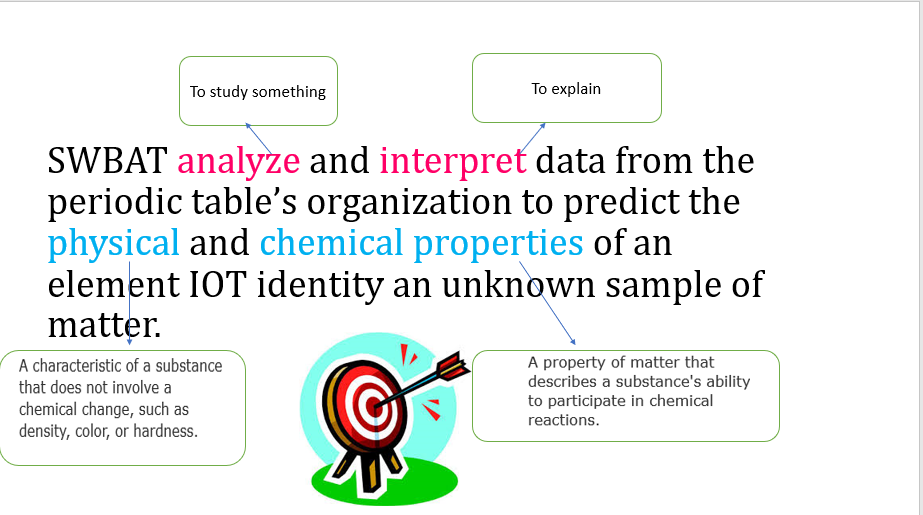 To study something
To explain
SWBAT analyze and interpret data from the
periodic table’s organization to predict the
physical and chemical properties of an
element IOT identity an unknown sample of
matter.
A characteristic of a substance
that does not involve a
chemical change, such as
density, color, or hardness.
A property of matter that
describes a substance's ability
to participate in chemical
reactions.